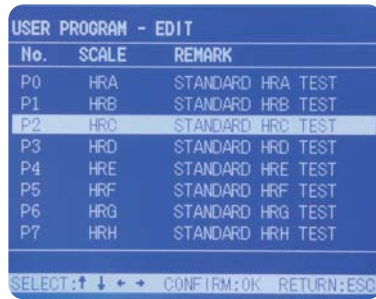 USER PROGRAM - EDIT
No. SCALE REMARK
P0 HRA STANDARD HRA TEST
P1 HRB STANDARD HRB TEST
P2 HRC STANDARD HRC TEST
P3 HRD STANDARD HRD TEST
P4 HRE STANDARD HRE TEST
P5 HRF STANDARD HRF TEST
P6 HRG STANDARD HRG TEST
P7 HRH STANDARD HRH TEST
SELECT:↑ ↓ ← → CONFIRM:OK RETURN:ESC